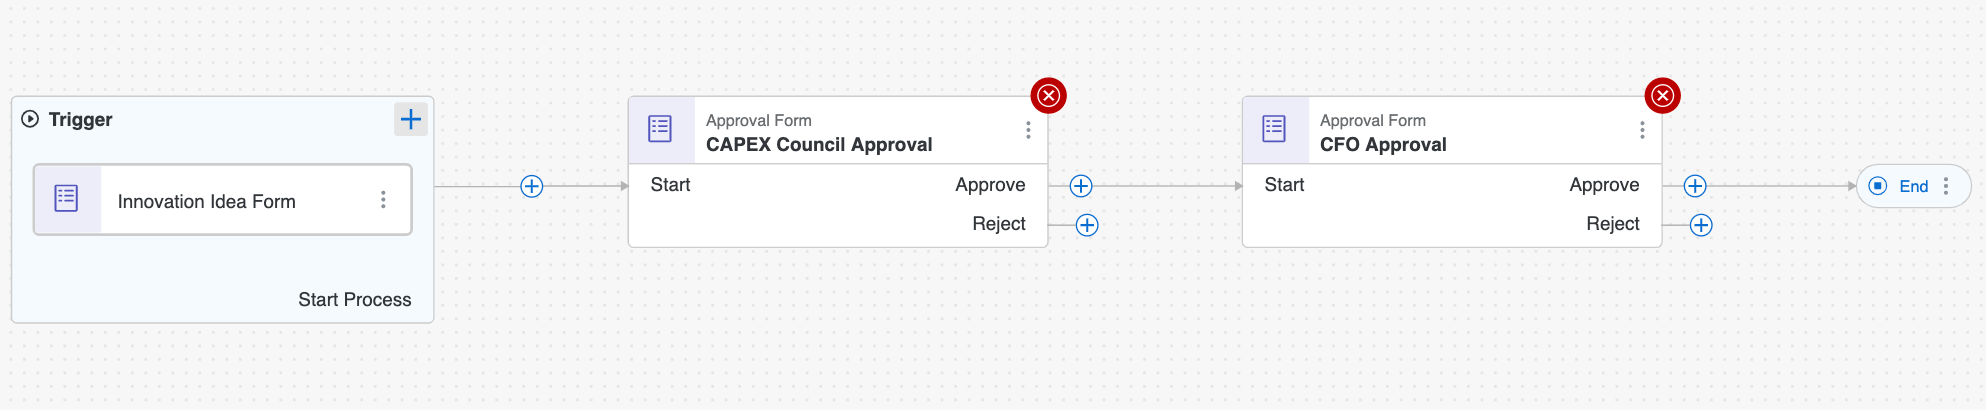 Trigger
Innovation Idea Form
Start Process
Approval Form
CAPEX Council Approval
Start
Approve
Reject
Approval Form
CFO Approval
Start
Approve
Reject
End